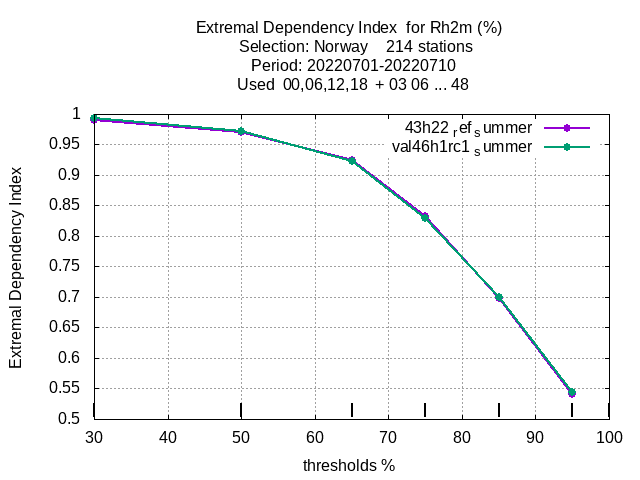 Extremal Dependency Index  for Rh2m (%)
Selection: Norway    214 stations
Period: 20220701-20220710
Used  00,06,12,18  + 03 06 ... 48
43h22 ref summer
val46h1rc1 summer
Extremal Dependency Index
1
0.95
0.9
0.85
0.8
0.75
0.7
0.65
0.6
0.55
0.5
30 40 50 60 70 80 90 100
thresholds %